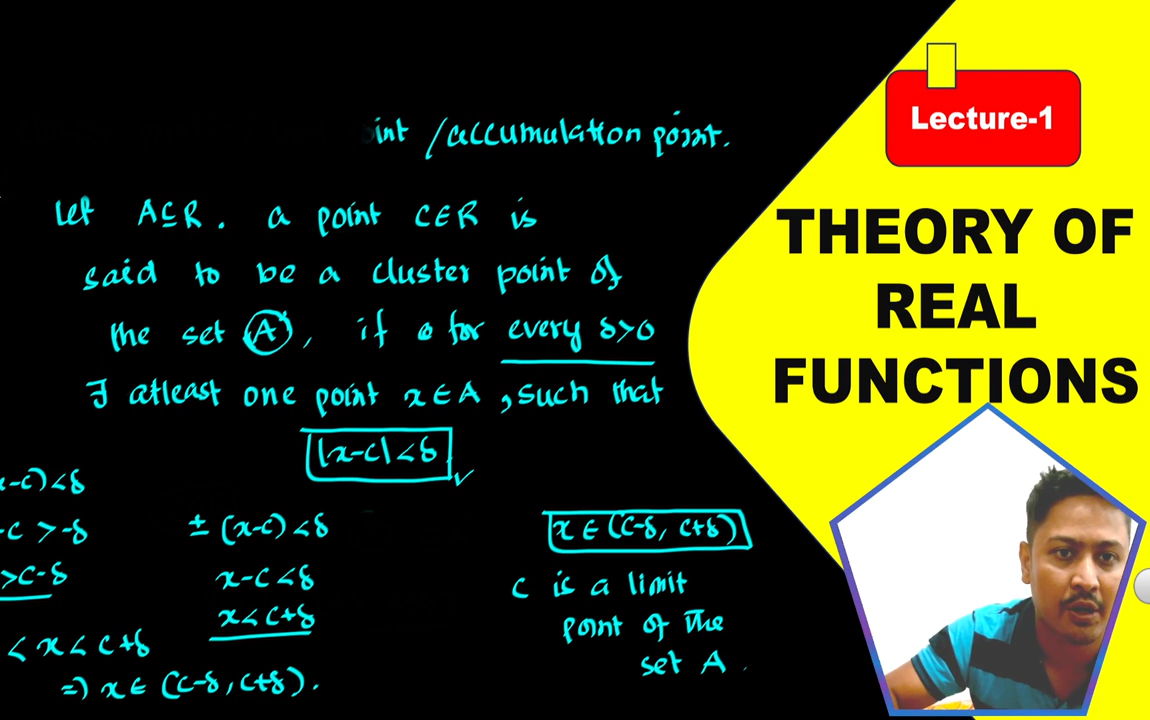 int / accumulation point.
Let A⊆R. a point C∈R is
said to be a cluster point of
the set A, if for every δ>0
∃ atleast one point x∈A, such that
|x-c|<δ
x-c)<δ
-c > -δ
>c-δ
< x < c+δ
=) x ∈ (c-δ, c+δ).
± (x-c) <δ
x-c<δ
x<c+δ
x ∈ (c-δ, c+δ)
c is a limit
point of the
set A.
Lecture-1
THEORY OF
REAL
FUNCTIONS